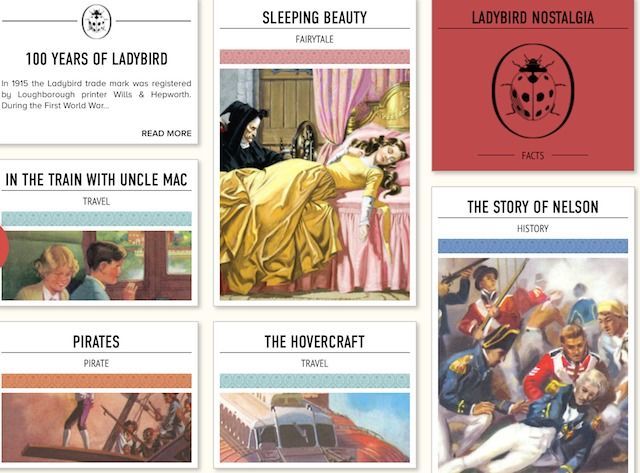 100 YEARS OF LADYBIRD
In 1915 the Ladybird trade mark was registered
by Loughborough printer Wills & Hepworth.
During the First World War...
READ MORE
IN THE TRAIN WITH UNCLE MAC
TRAVEL
PIRATES
PIRATE
SLEEPING BEAUTY
FAIRYTALE
THE HOVERCRAFT
TRAVEL
LADYBIRD NOSTALGIA
FACTS
THE STORY OF NELSON
HISTORY